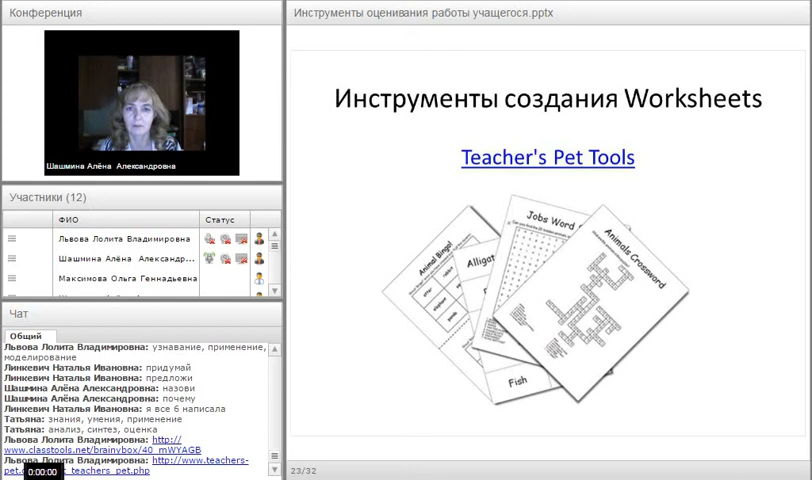 Конференция
Шашмина Алёна Александровна
Участники (12)
ФИО
Статус
Львова Лолита Владимировна
Шашмина Алёна Александр...
Максимова Ольга Геннадьевна
Чат
Общий
Львова Лолита Владимировна: узнавание, применение,
моделирование
Линкевич Наталья Ивановна: придумай
Линкевич Наталья Ивановна: предложи
Шашмина Алёна Александровна: назови
Шашмина Алёна Александровна: почему
Линкевич Наталья Ивановна: я все 6 написала
Татьяна: знания, умения, применение
Татьяна: анализ, синтез, оценка
Львова Лолита Владимировна: http://
www.classtools.net/brainybox/40_mWYAGB
Львова Лолита Владимировна: http://www.teachers-
pet.
t_teachers_pet.php
0:00:00
Инструменты оценивания работы учащегося.pptx
Инструменты создания Worksheets
Teacher's Pet Tools
Animal Bingo!
Alligat
Jobs Word
Animals Crossword
Fish
23/32